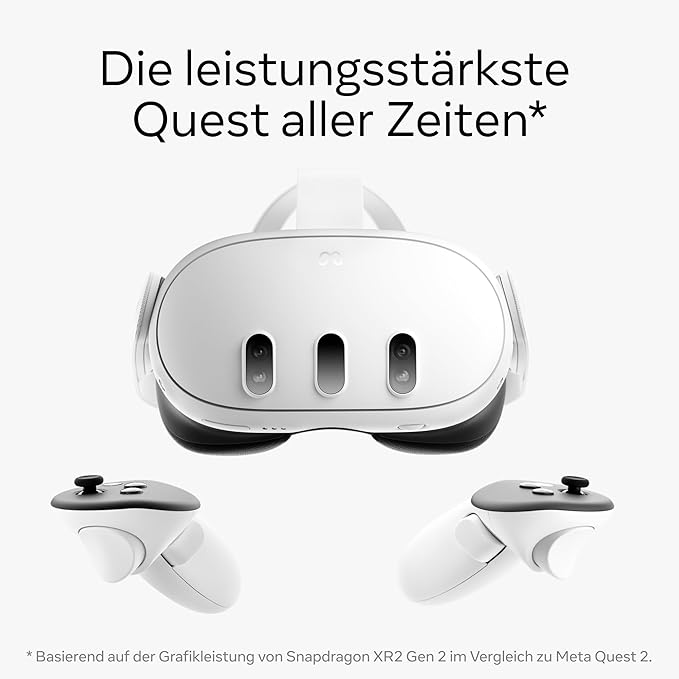 Die leistungsstärkste
Quest aller Zeiten*
* Basierend auf der Grafikleistung von Snapdragon XR2 Gen 2 im Vergleich zu Meta Quest 2.